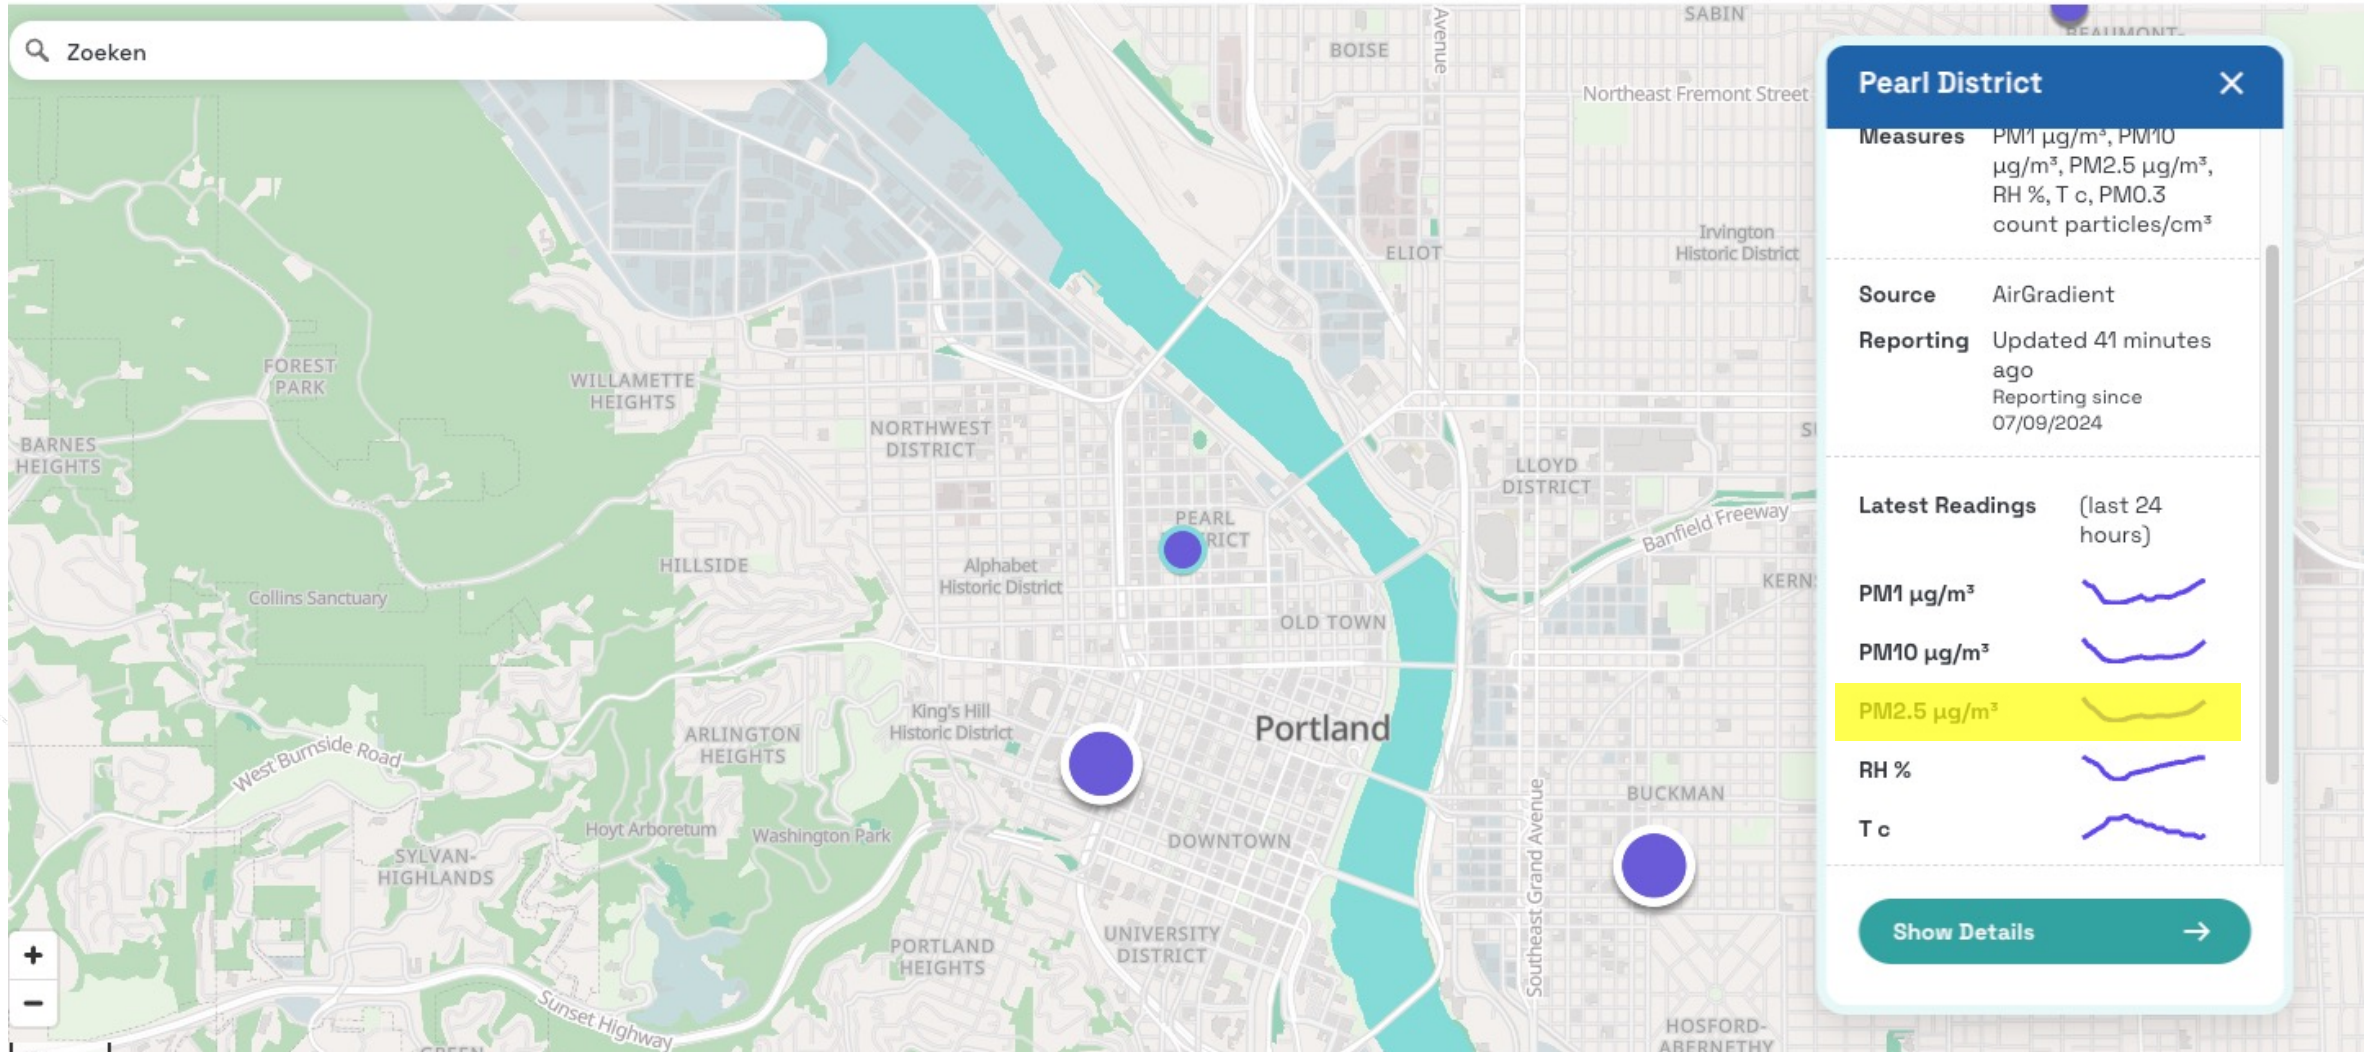 Zoeken
SABIN
BEAUMONT-
BOISE
Avenue
Northeast Fremont Street
Irvington
Historic District
ELIOT
FOREST
PARK
WILLAMETTE
HEIGHTS
BARNES
HEIGHTS
NORTHWEST
DISTRICT
LLOYD
DISTRICT
PEARL
RICT
Banfield Freeway
HILLSIDE
Alphabet
Historic District
KERNS
Collins Sanctuary
OLD TOWN
King's Hill
Historic District
ARLINGTON
HEIGHTS
Portland
West Burnside Road
BUCKMAN
Hoyt Arboretum
Washington Park
DOWNTOWN
SYLVAN-
HIGHLANDS
Southeast Grand Avenue
PORTLAND
HEIGHTS
UNIVERSITY
DISTRICT
Sunset Highway
HOSFORD-
ABERNETHY
GREEN
+
−
Pearl District
Measures PM1 µg/m³, PM10
µg/m³, PM2.5 µg/m³,
RH %, T c, PM0.3
count particles/cm³
Source AirGradient
Reporting Updated 41 minutes
ago
Reporting since
07/09/2024
Latest Readings (last 24
hours)
PM1 µg/m³
PM10 µg/m³
PM2.5 µg/m³
RH %
T c
Show Details →